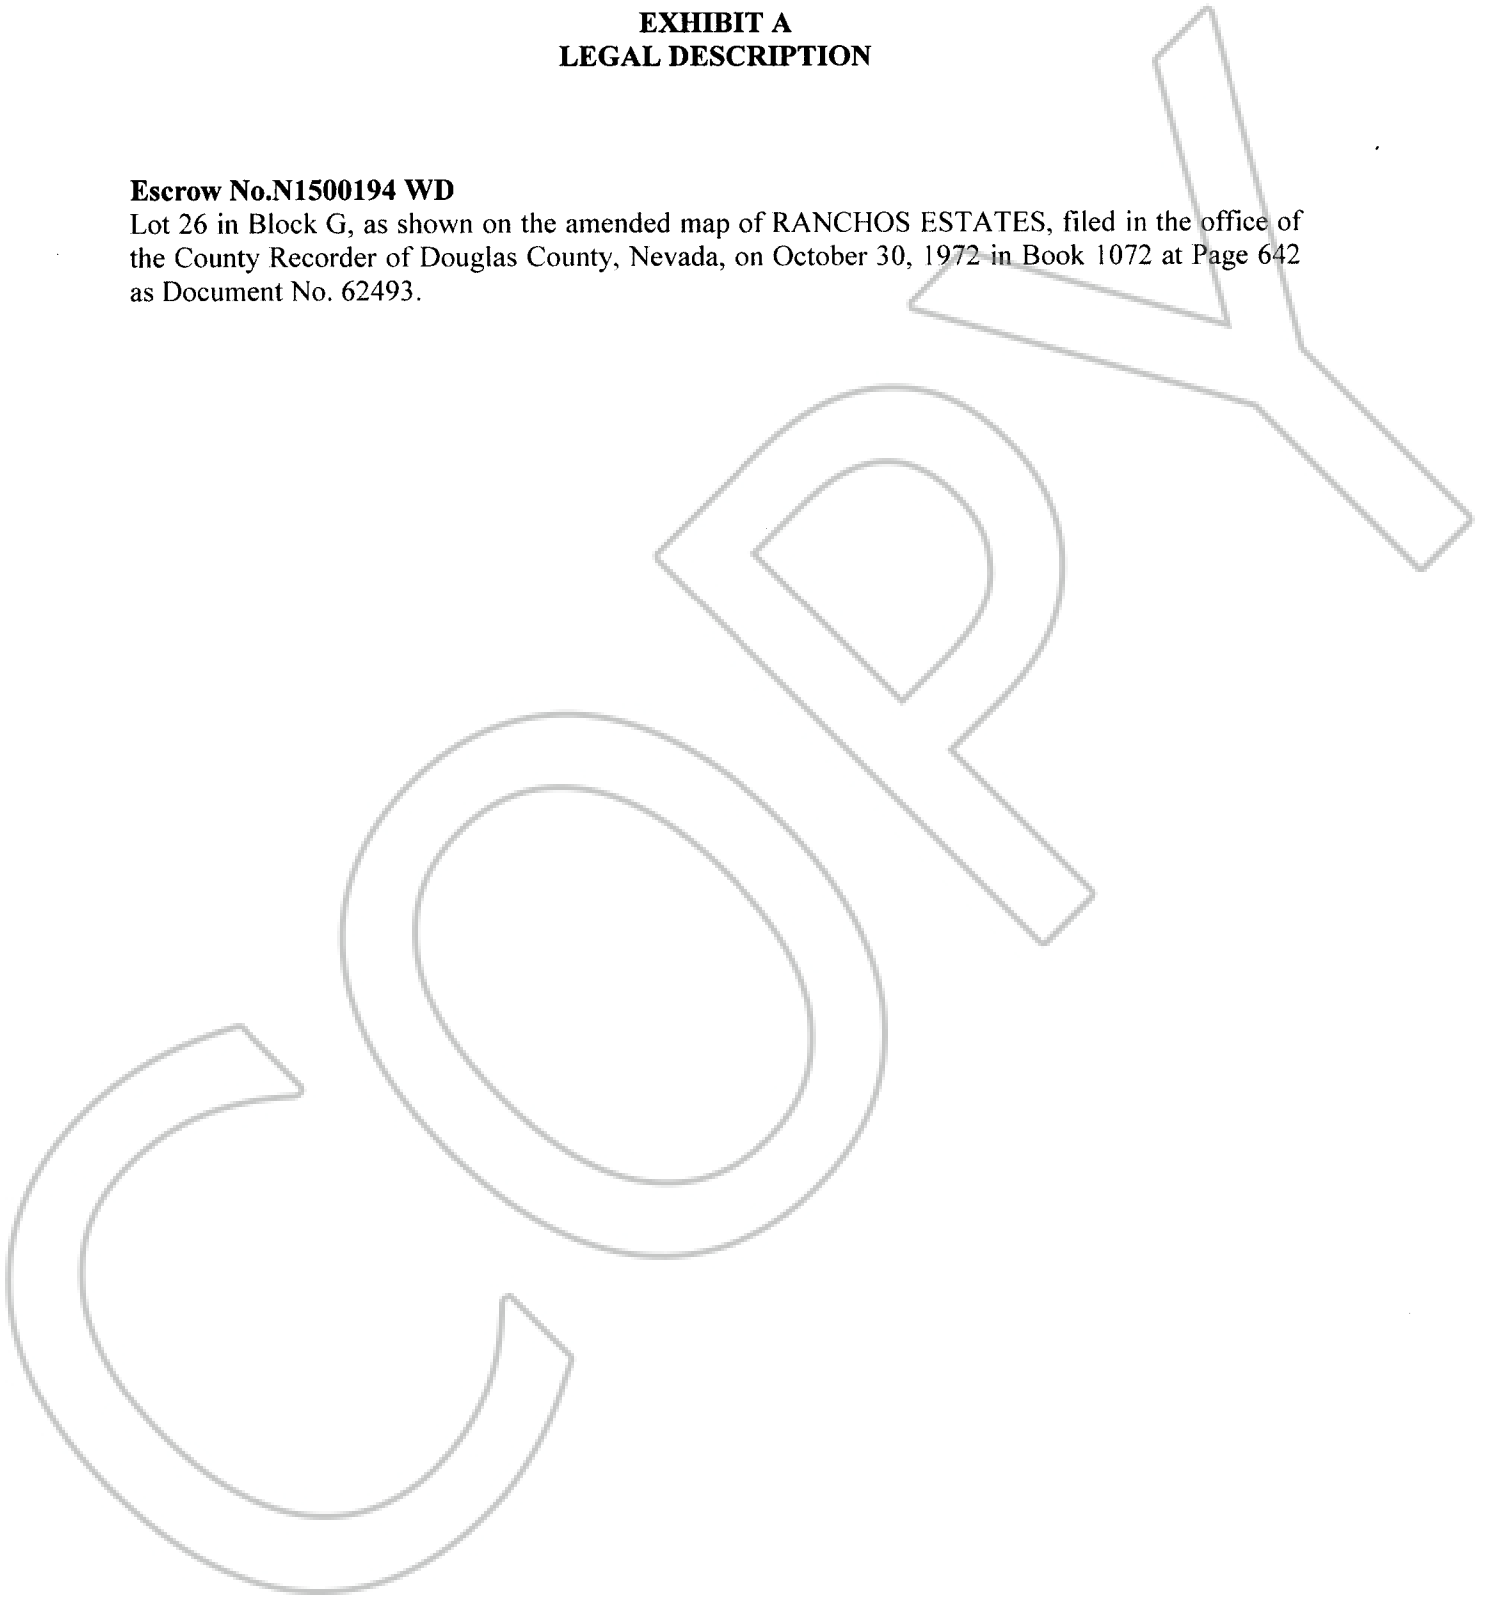 EXHIBIT A
LEGAL DESCRIPTION
Escrow No.N1500194 WD
Lot 26 in Block G, as shown on the amended map of RANCHOS ESTATES, filed in the office of
the County Recorder of Douglas County, Nevada, on October 30, 1972 in Book 1072 at Page 642
as Document No. 62493.
COPY